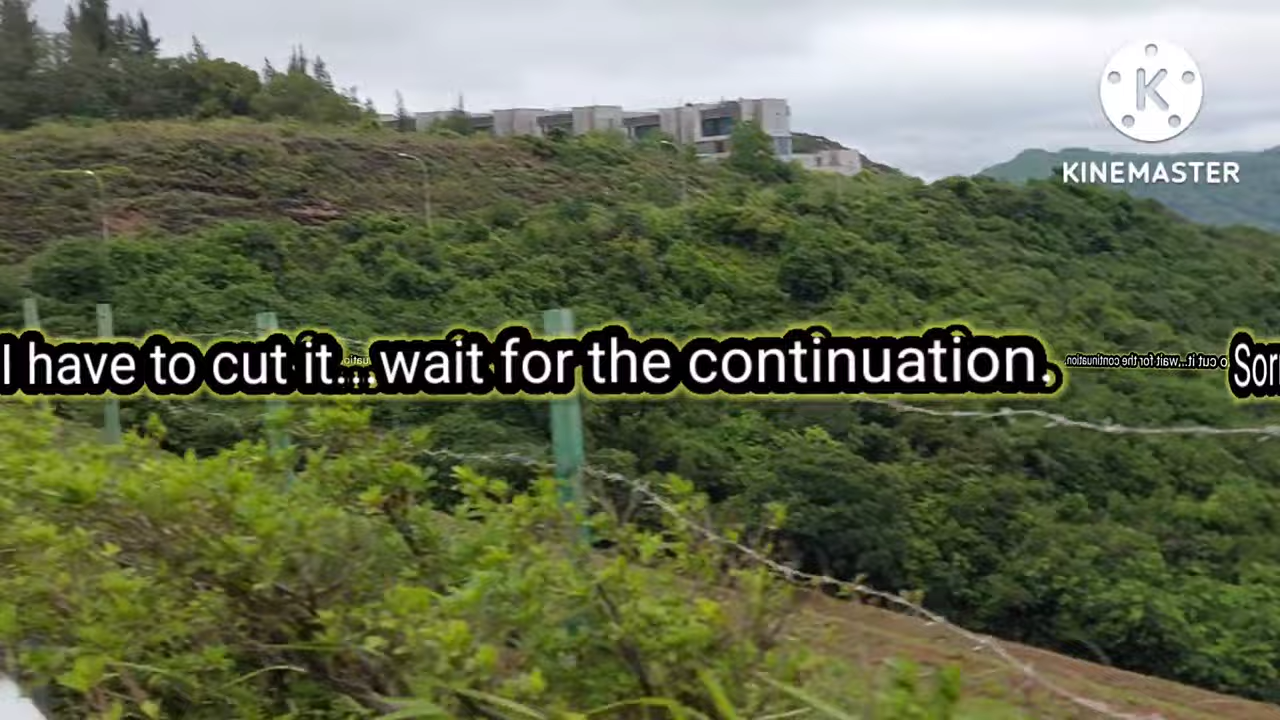 KINEMASTER
I have to cut it....wait for the continuation.
Sor